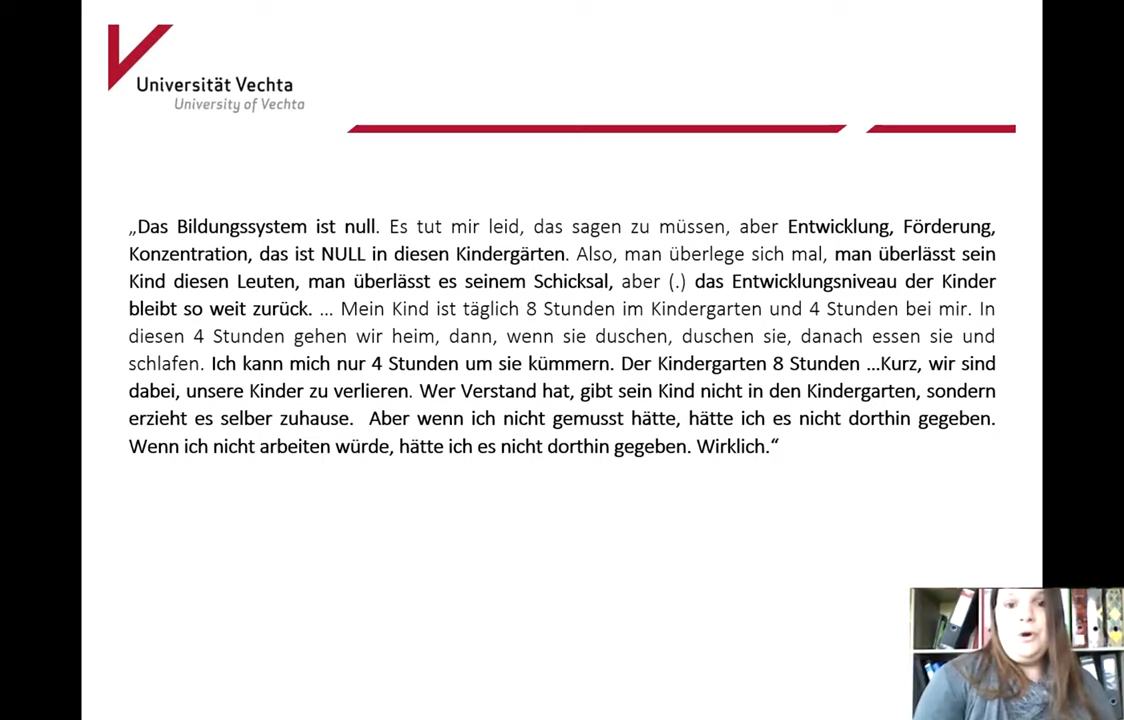 Universität Vechta
University of Vechta
„Das Bildungssystem ist null. Es tut mir leid, das sagen zu müssen, aber Entwicklung, Förderung,
Konzentration, das ist NULL in diesen Kindergärten. Also, man überlege sich mal, man überlässt sein
Kind diesen Leuten, man überlässt es seinem Schicksal, aber (.) das Entwicklungsniveau der Kinder
bleibt so weit zurück. ... Mein Kind ist täglich 8 Stunden im Kindergarten und 4 Stunden bei mir. In
diesen 4 Stunden gehen wir heim, dann, wenn sie duschen, duschen sie, danach essen sie und
schlafen. Ich kann mich nur 4 Stunden um sie kümmern. Der Kindergarten 8 Stunden ...Kurz, wir sind
dabei, unsere Kinder zu verlieren. Wer Verstand hat, gibt sein Kind nicht in den Kindergarten, sondern
erzieht es selber zuhause. Aber wenn ich nicht gemusst hätte, hätte ich es nicht dorthin gegeben.
Wenn ich nicht arbeiten würde, hätte ich es nicht dorthin gegeben. Wirklich.“